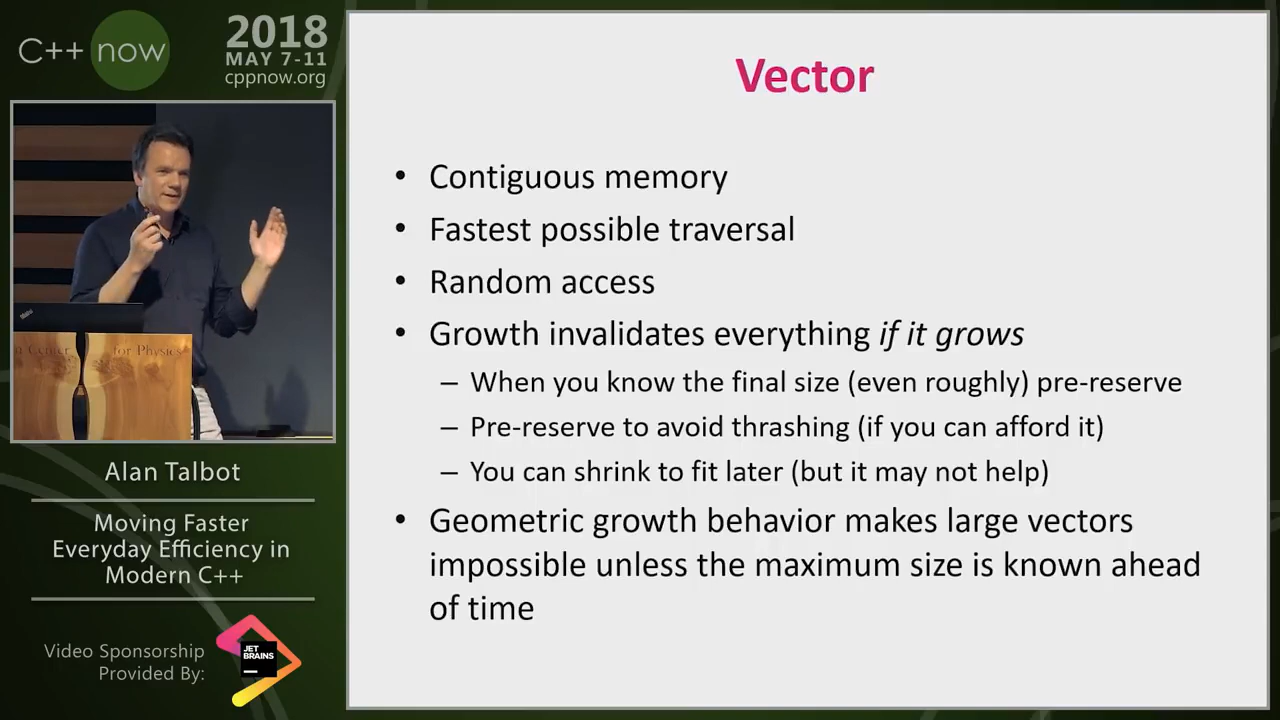 C++ now
2018
MAY 7-11
cppnow.org
n Center for Physics
Alan Talbot
Moving Faster
Everyday Efficiency in
Modern C++
Video Sponsorship
Provided By:
JET
BRAINS
Vector
• Contiguous memory
• Fastest possible traversal
• Random access
• Growth invalidates everything if it grows
– When you know the final size (even roughly) pre-reserve
– Pre-reserve to avoid thrashing (if you can afford it)
– You can shrink to fit later (but it may not help)
• Geometric growth behavior makes large vectors
impossible unless the maximum size is known ahead
of time